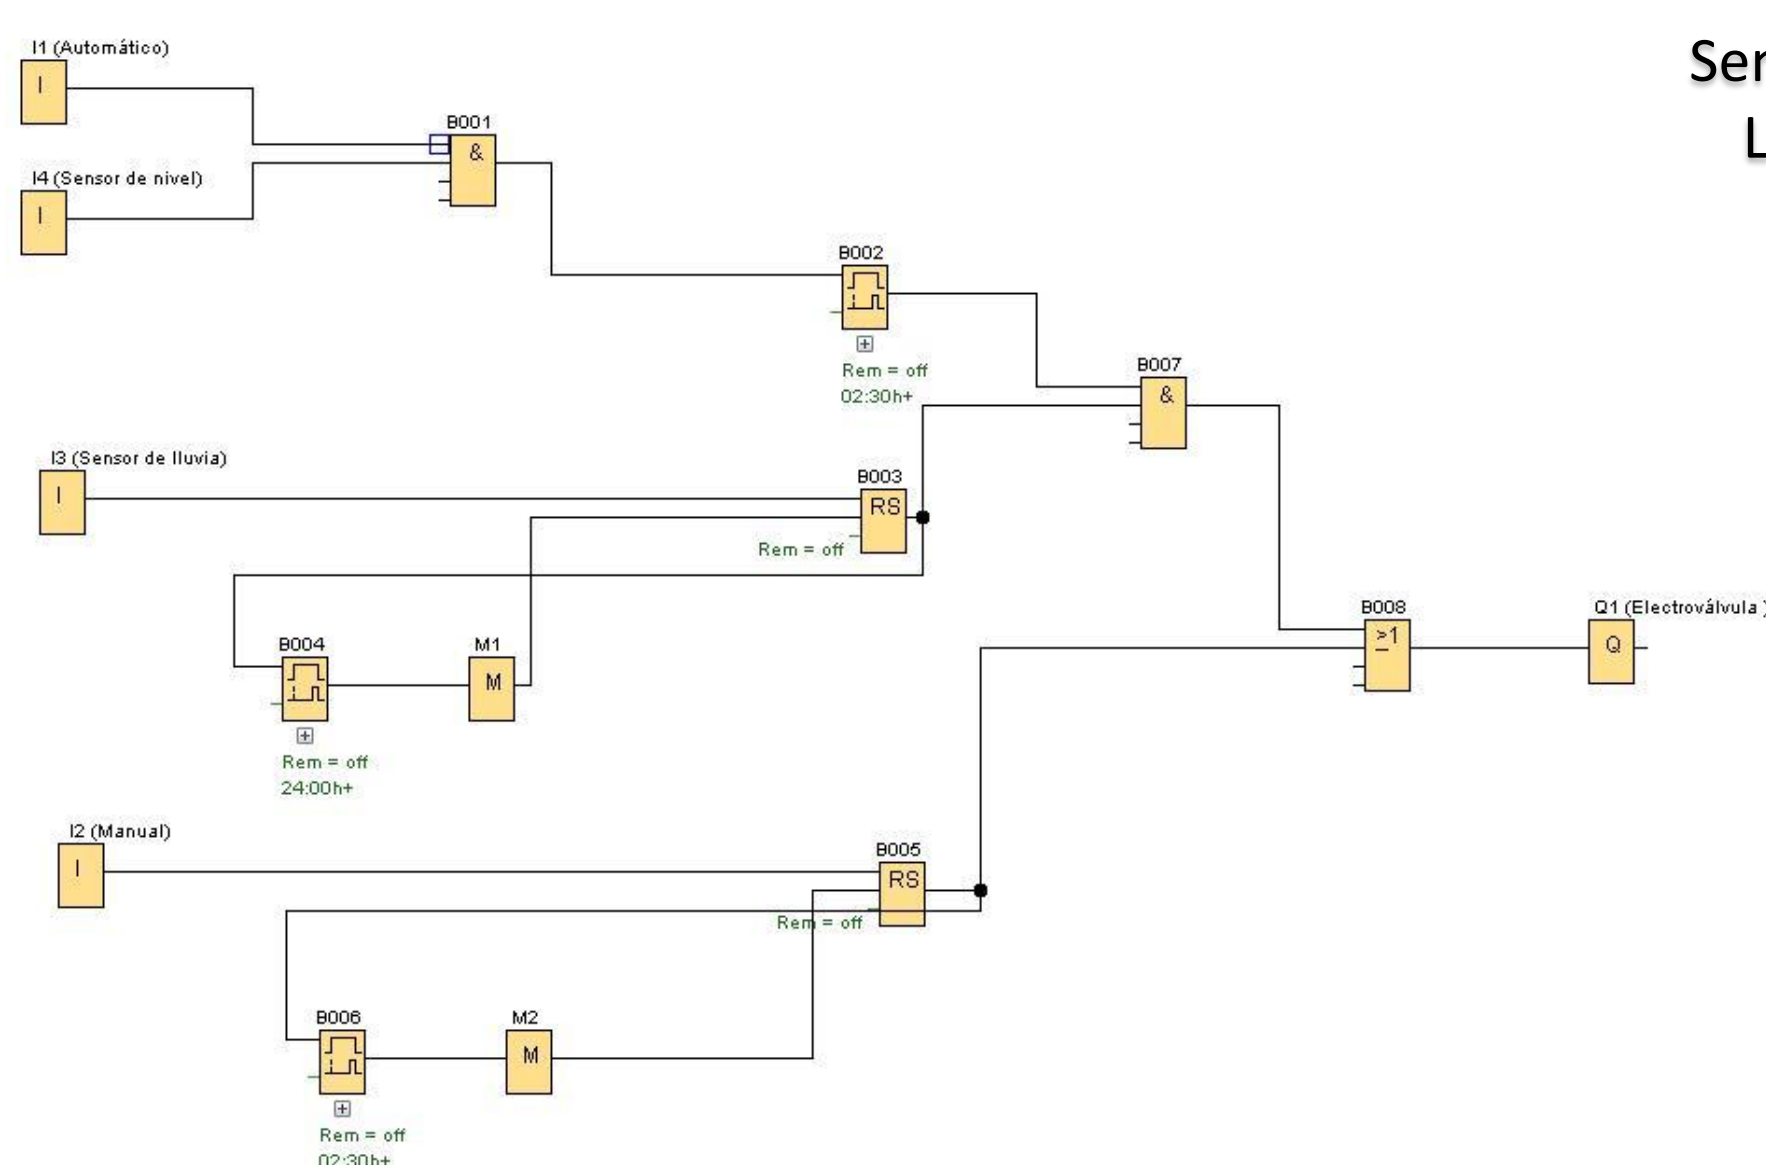 Ser
L
I1 (Automático)
I
B001
&
I4 (Sensor de nivel)
I
B002
Rem = off
02:30h+
B007
&
I3 (Sensor de lluvia)
I
B003
RS
Rem = off
B008
≥1
Q1 (Electroválvula )
Q
B004
M1
M
Rem = off
24:00h+
I2 (Manual)
I
B005
RS
Rem = off
B006
M2
M
Rem = off
02:30h+